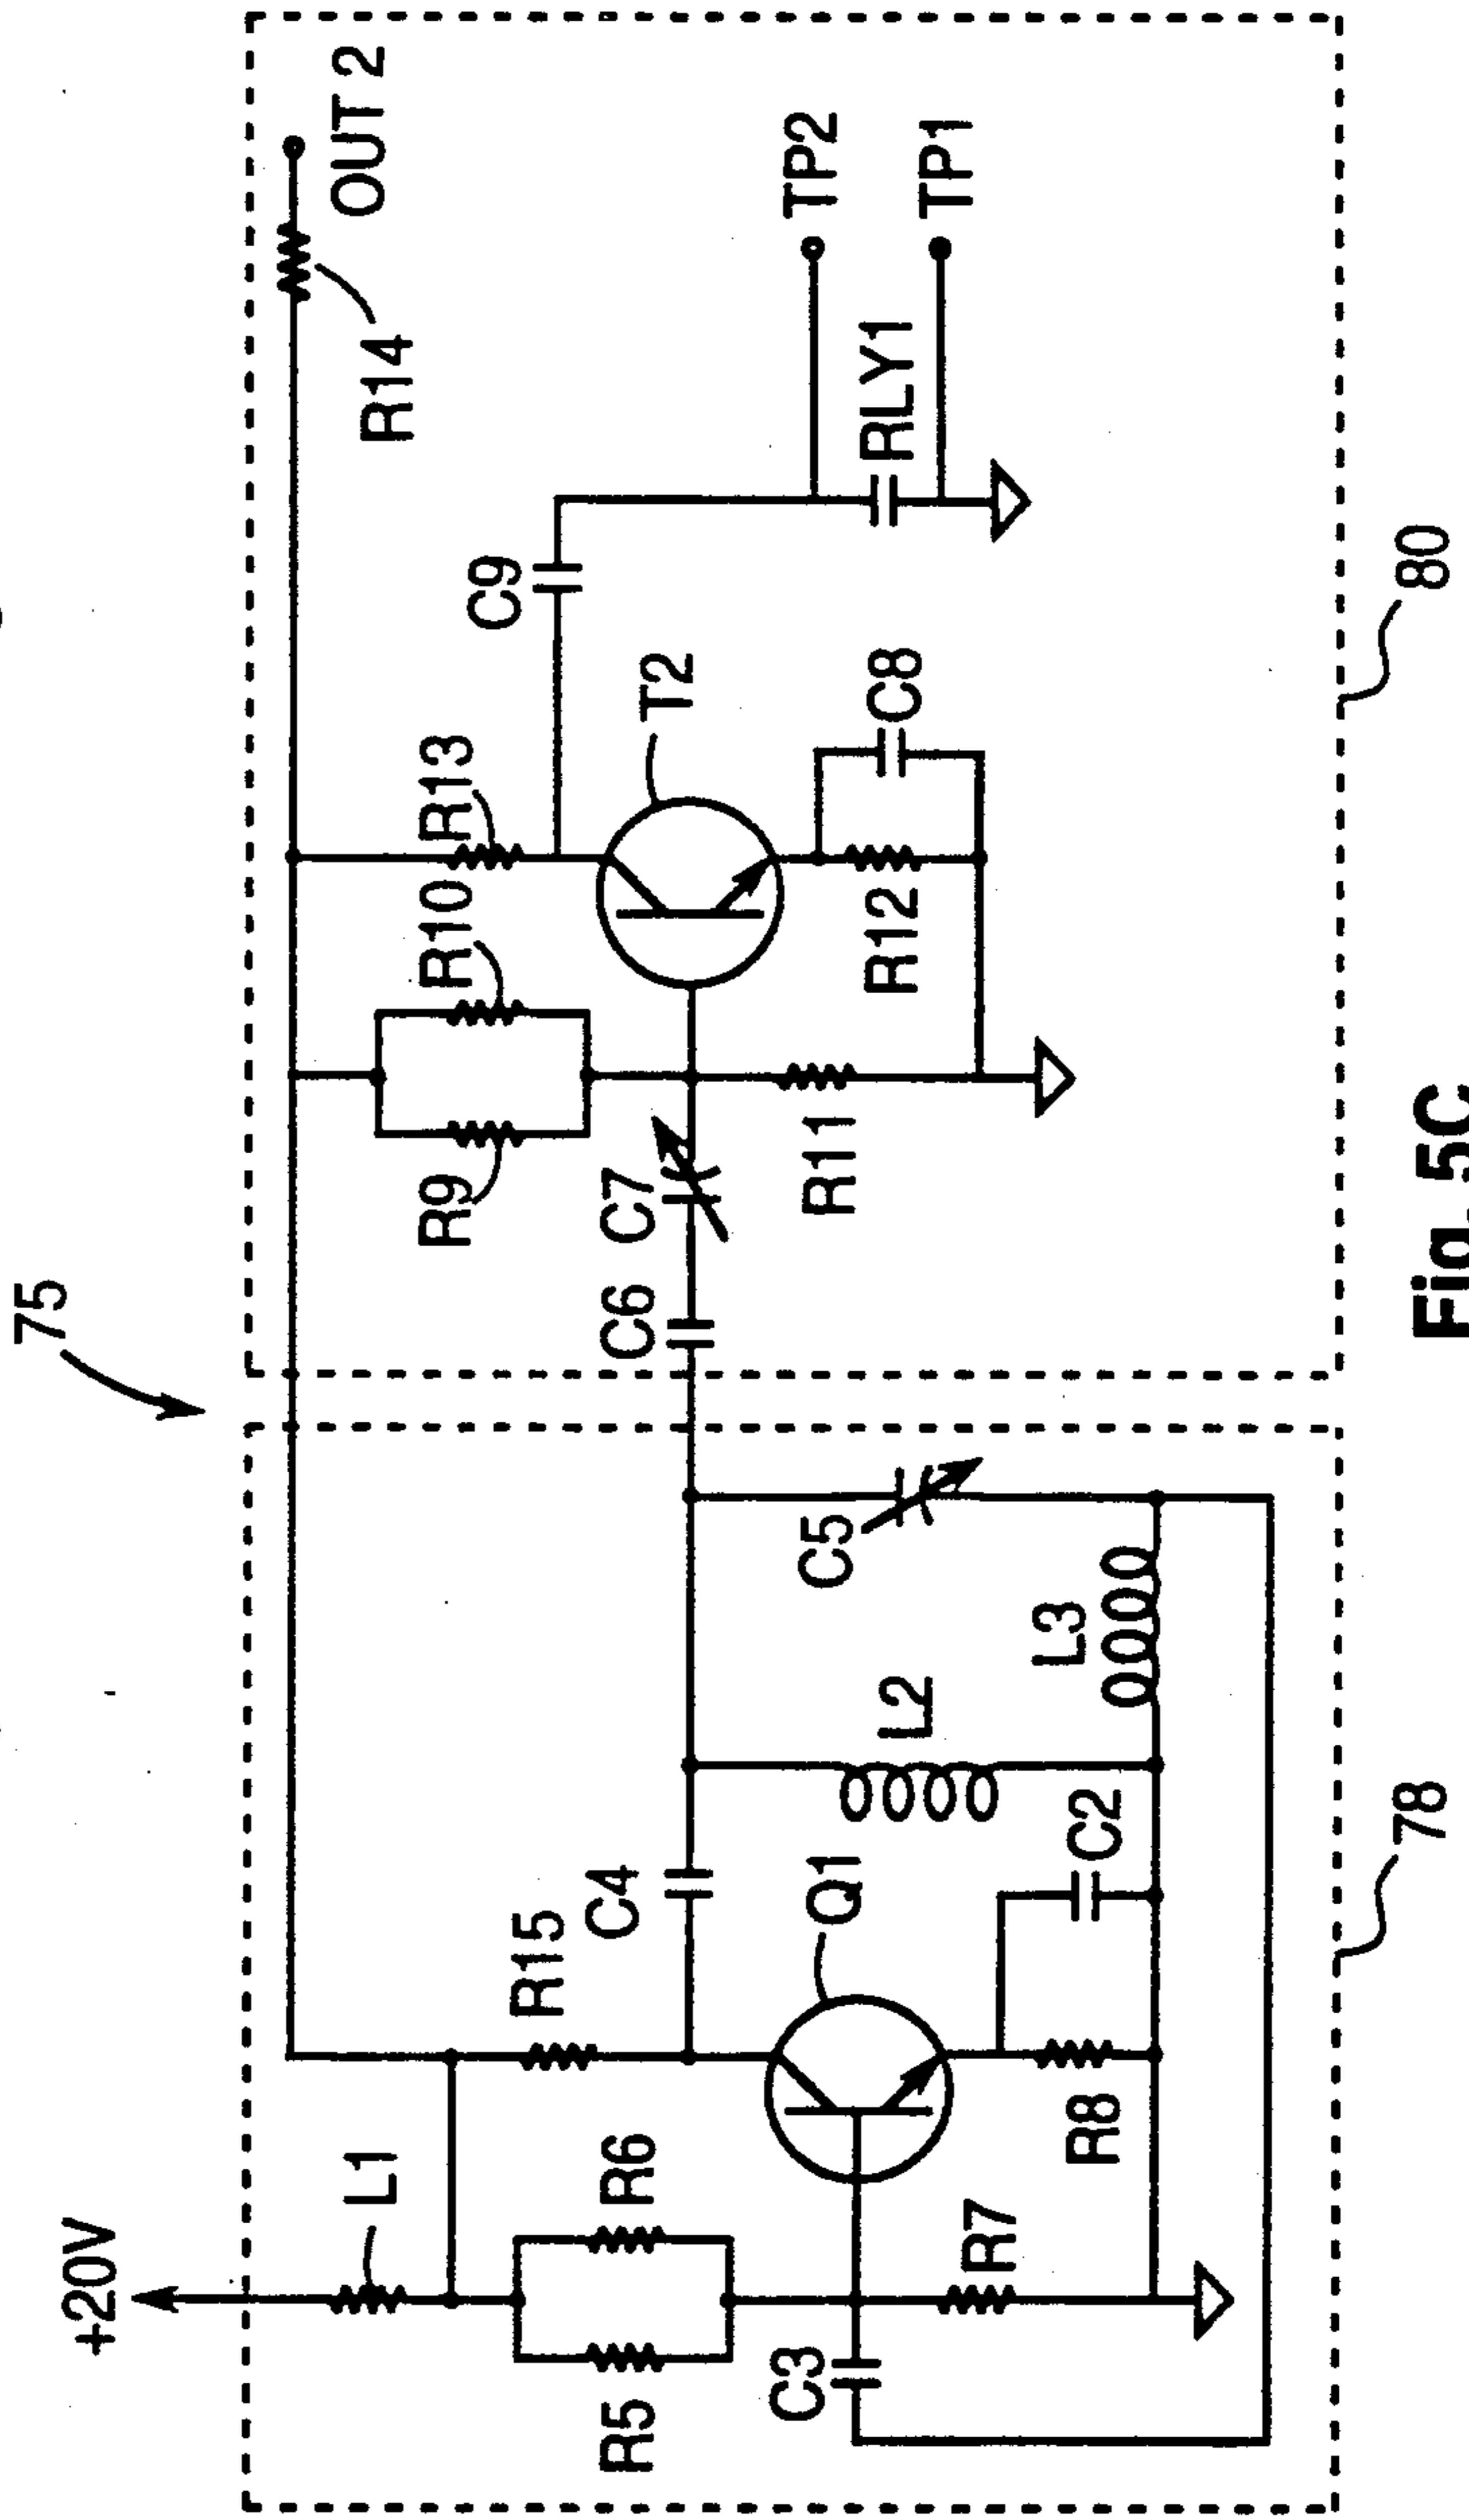 75
+20V
L1
OUT 2
R14
R9
R10
R13
R15
R5
R6
C9
C4
C6
C7
T2
TP2
C3
Q1
C5
R11
R12
C8
RLY1
TP1
R7
R8
C2
L2
L3
78
80
Fig. 5C